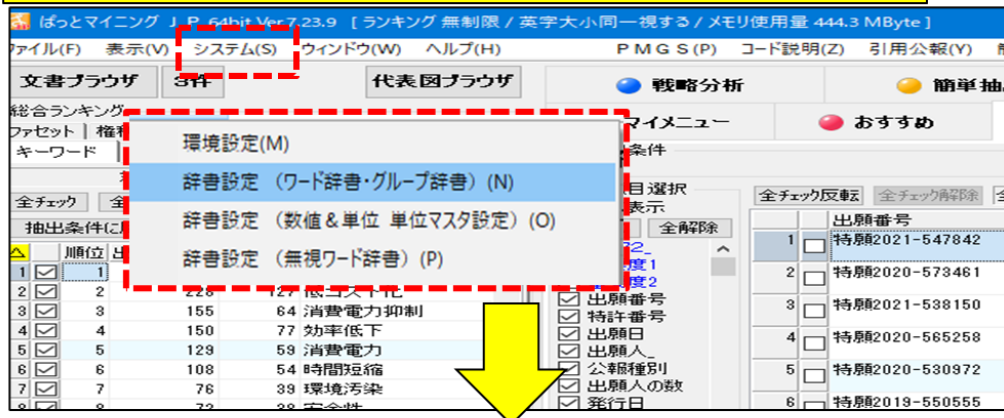 ぱっとマイニング JP 64bit Ver7.23.9 [ランキング 無制限 / 英字大小同一視する / メモリ使用量 444.3 MByte]
ファイル(F) 表示(V) システム(S) ウィンドウ(W) ヘルプ(H) PMGS(P) コード説明(Z) 引用公報(Y)
文書ブラウザ 3件 代表図ブラウザ 戦略分析 簡単抽
総合ランキング
マイメニュー おすすめ
ファセット
キーワード 条件
環境設定(M)
辞書設定 (ワード辞書・グループ辞書) (N)
辞書設定 (数値&単位 単位マスタ設定) (O)
辞書設定 (無視ワード辞書) (P)
目選択
表示
全チェック 全チェック反転 全チェック解除
全解除
抽出条件に
出願番号
順位
1 1
1 特願2021-547842
度1
度2
2 2 228 127 低コスト化
2 特願2020-573461
出願番号
3 3 155 64 消費電力抑制
特許番号
3 特願2021-538150
4 4 150 77 効率低下
出願日
4 特願2020-565258
5 5 129 59 消費電力
出願人_
6 6 108 54 時間短縮
公報種別
5 特願2020-530972
7 7 76 39 環境汚染
出願人の数
8 8 72 38 安全性
発行日
6 特願2019-550555